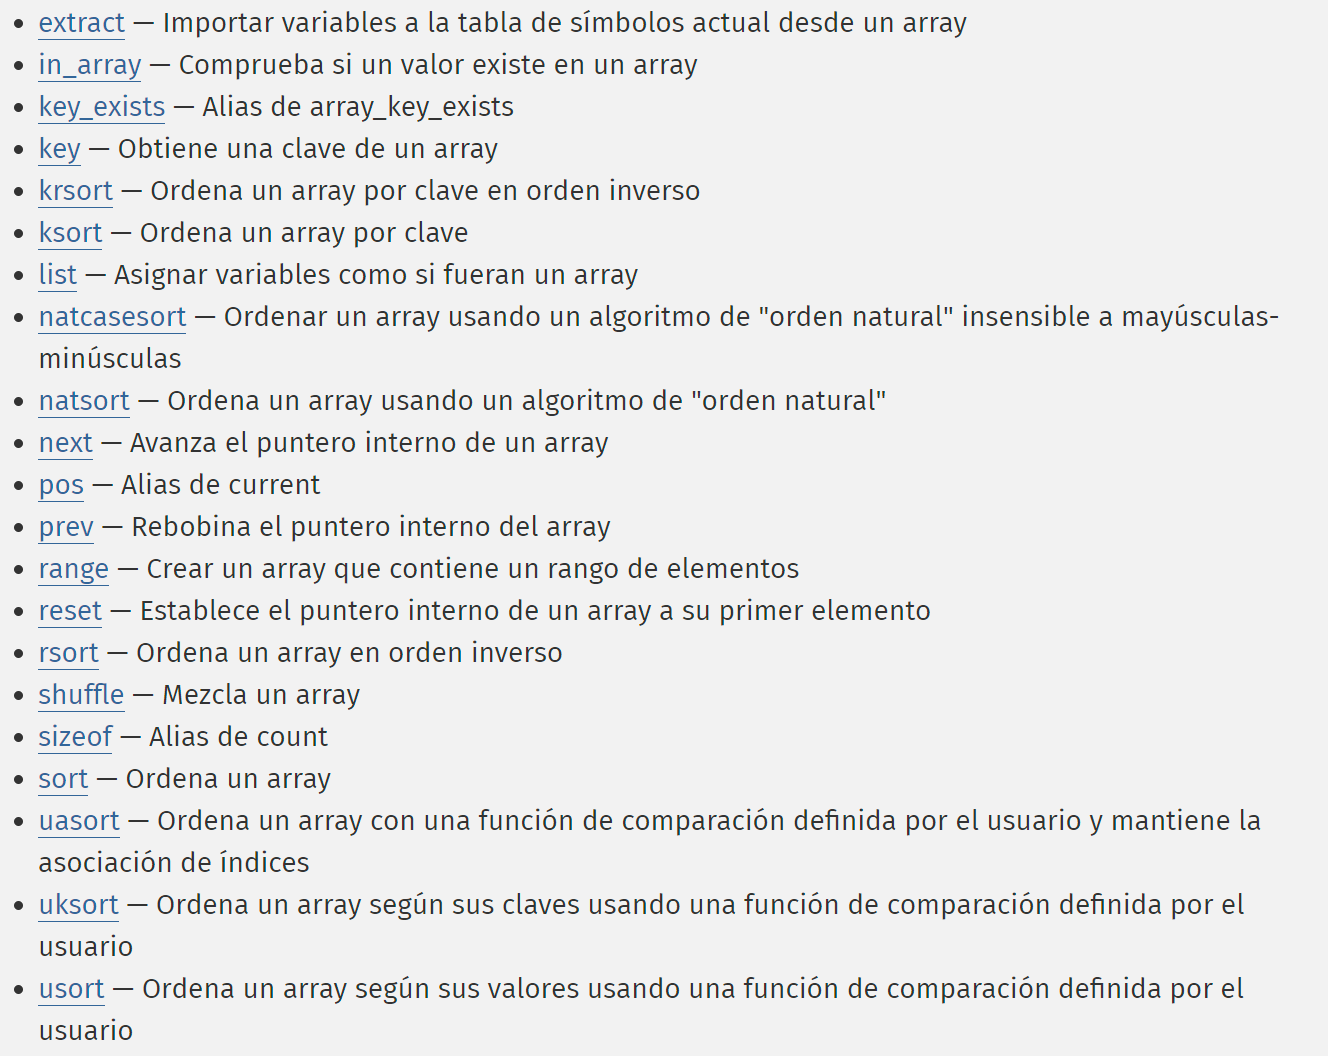 extract — Importar variables a la tabla de símbolos actual desde un array
in_array — Comprueba si un valor existe en un array
key_exists — Alias de array_key_exists
key — Obtiene una clave de un array
krsort — Ordena un array por clave en orden inverso
ksort — Ordena un array por clave
list — Asignar variables como si fueran un array
natcasesort — Ordenar un array usando un algoritmo de "orden natural" insensible a mayúsculas-
minúsculas
natsort — Ordena un array usando un algoritmo de "orden natural"
next — Avanza el puntero interno de un array
pos — Alias de current
prev — Rebobina el puntero interno del array
range — Crear un array que contiene un rango de elementos
reset — Establece el puntero interno de un array a su primer elemento
rsort — Ordena un array en orden inverso
shuffle — Mezcla un array
sizeof — Alias de count
sort — Ordena un array
uasort — Ordena un array con una función de comparación definida por el usuario y mantiene la
asociación de índices
uksort — Ordena un array según sus claves usando una función de comparación definida por el
usuario
usort — Ordena un array según sus valores usando una función de comparación definida por el
usuario